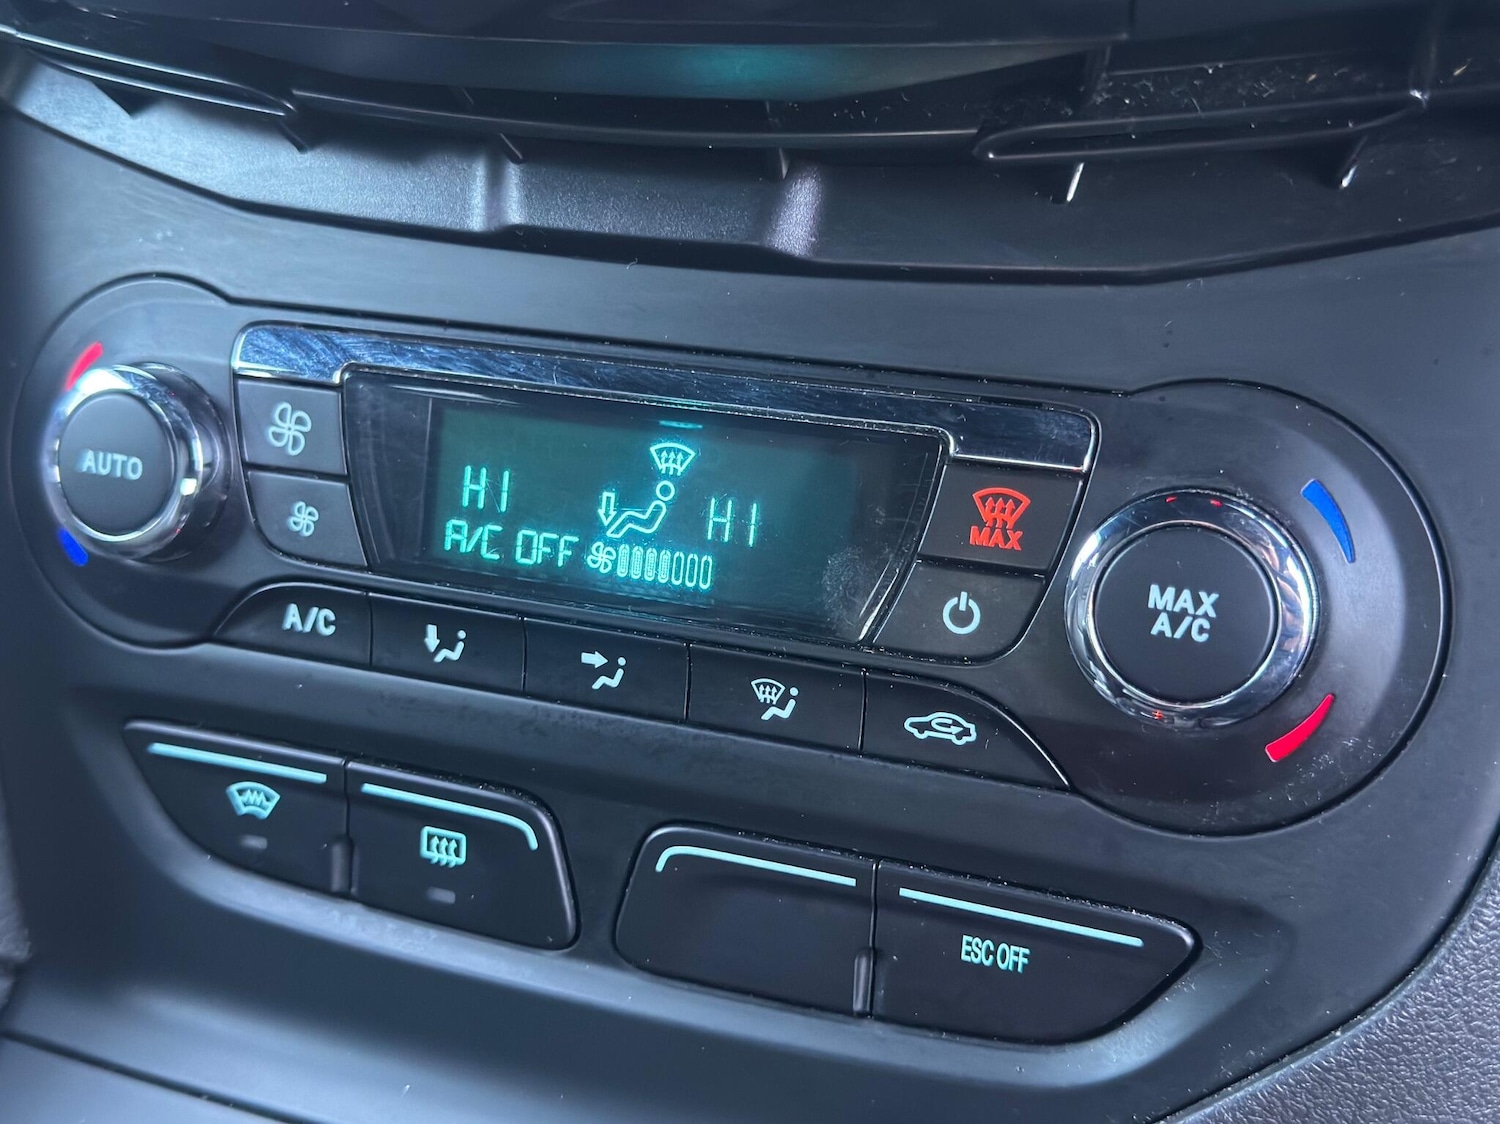 AUTO
HI
HI
A/C OFF
MAX
MAX
A/C
A/C
ESC OFF